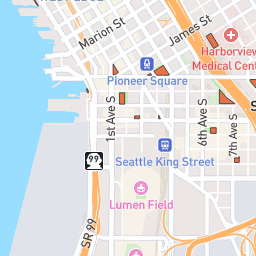 Marion St
James St
Harborview
Medical Cent
Pioneer Square
1st Ave S
6th Ave S
7th Ave S
99
Seattle King Street
Lumen Field
SR 99